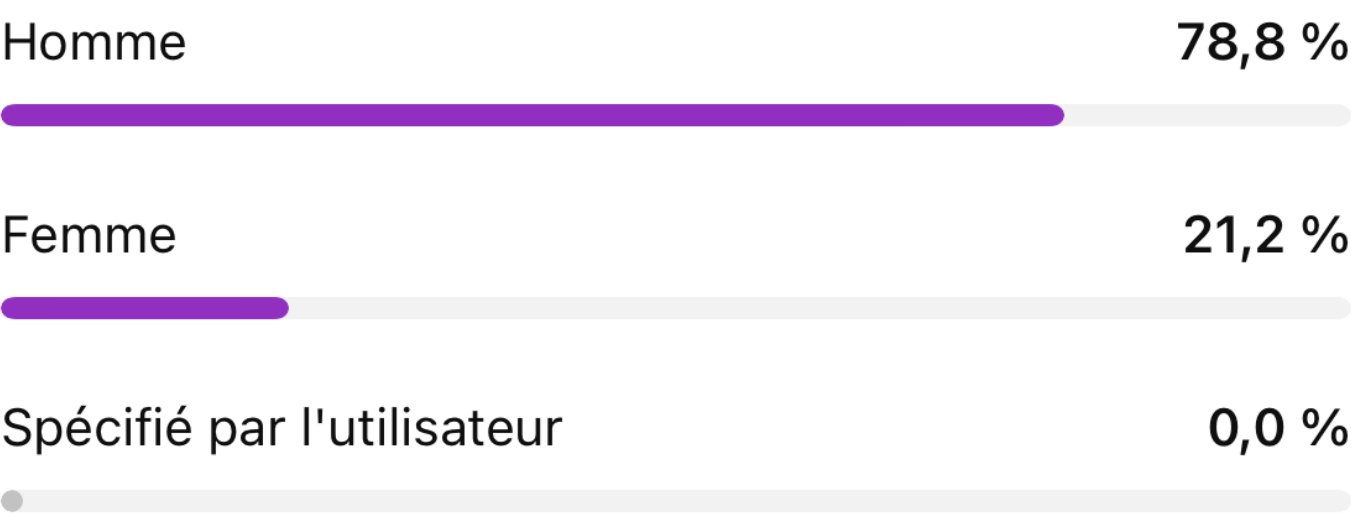 Homme 78,8 %
Femme 21,2 %
Spécifié par l'utilisateur 0,0 %